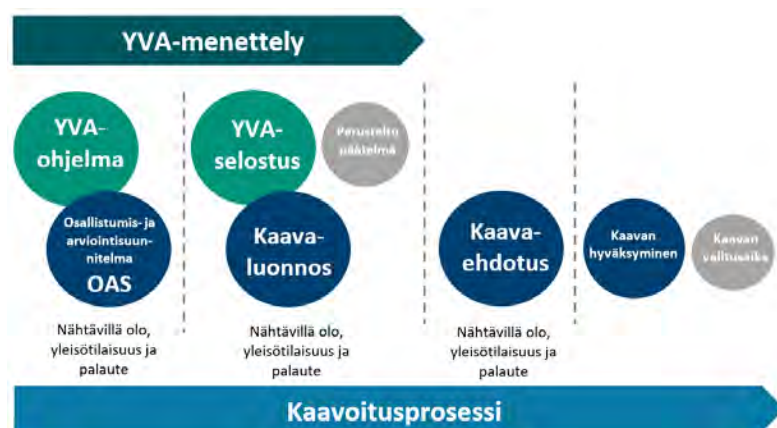 YVA-menettely
YVA-
ohjelma
Osallistumis- ja
arviointisuun-
nitelma
OAS
Nähtävillä olo,
yleisötilaisuus ja
palaute
YVA-
selostus
Perusteltu
päätelmä
Kaava-
luonnos
Nähtävillä olo,
yleisötilaisuus ja
palaute
Kaava-
ehdotus
Nähtävillä olo,
yleisötilaisuus ja
palaute
Kaavan
hyväksyminen
Kaavan
valitusaika
Kaavoitusprosessi